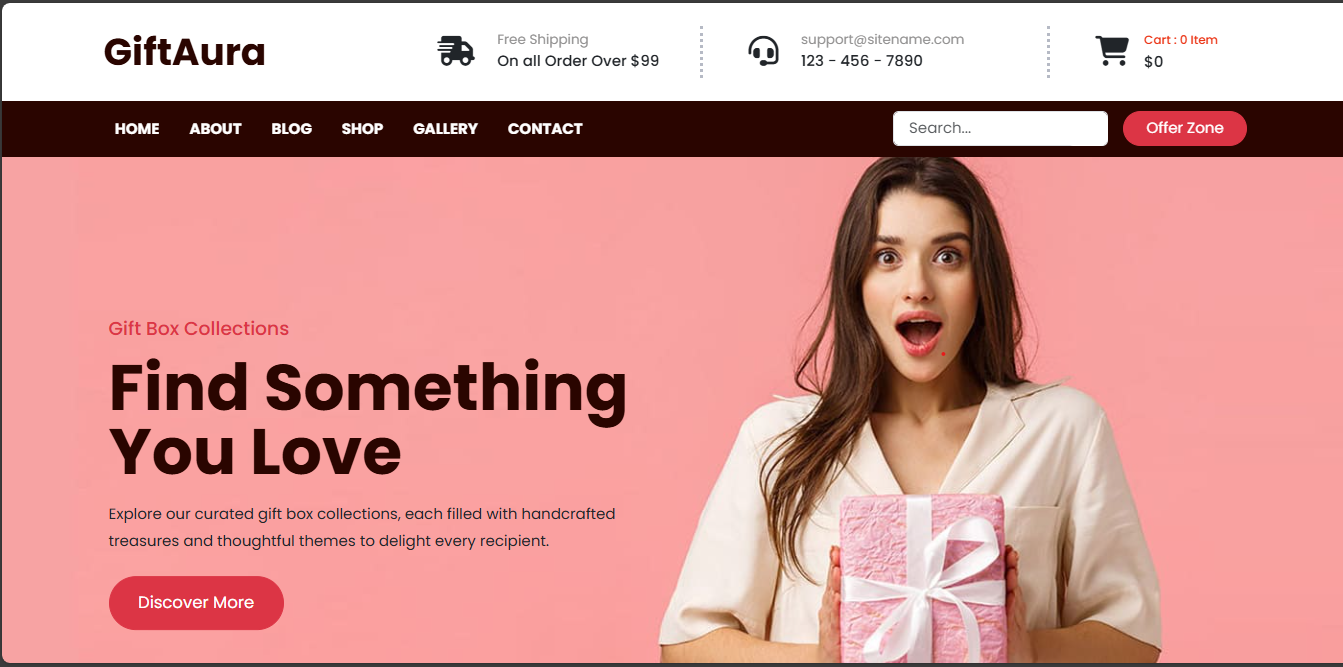 GiftAura
Free Shipping
On all Order Over $99
support@sitename.com
123 - 456 - 7890
Cart : 0 Item
$0
HOME ABOUT BLOG SHOP GALLERY CONTACT
Search...
Offer Zone
Gift Box Collections
Find Something
You Love
Explore our curated gift box collections, each filled with handcrafted
treasures and thoughtful themes to delight every recipient.
Discover More